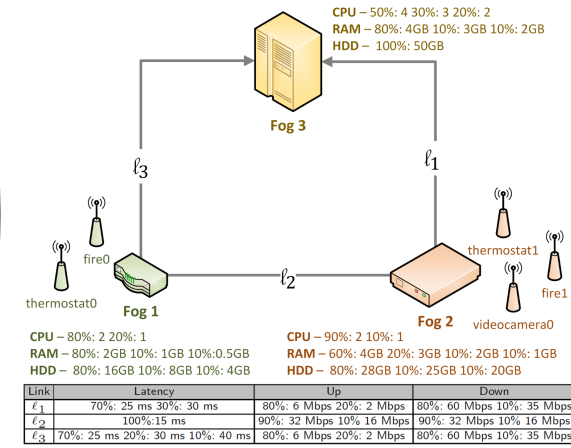 CPU – 50%: 4 30%: 3 20%: 2
RAM – 80%: 4GB 10%: 3GB 10%: 2GB
HDD – 100%: 50GB
Fog 3
ℓ3
ℓ1
fire0
thermostat0
thermostat1
fire1
videocamera0
ℓ2
Fog 1
Fog 2
CPU – 80%: 2 20%: 1
RAM – 80%: 2GB 10%: 1GB 10%:0.5GB
HDD – 80%: 16GB 10%: 8GB 10%: 4GB
CPU – 90%: 2 10%: 1
RAM – 60%: 4GB 20%: 3GB 10%: 2GB 10%: 1GB
HDD – 80%: 28GB 10%: 25GB 10%: 20GB
Link Latency Up Down
ℓ1 70%: 25 ms 30%: 30 ms 80%: 6 Mbps 20%: 2 Mbps 80%: 60 Mbps 10%: 35 Mbps
ℓ2 100%:15 ms 90%: 32 Mbps 10% 16 Mbps 90%: 32 Mbps 10% 16 Mbps
ℓ3 70%: 25 ms 20%: 30 ms 10%: 40 ms 80%: 6 Mbps 20%: 2 Mbps 80%: 60 Mbps 10%: 35 Mbps